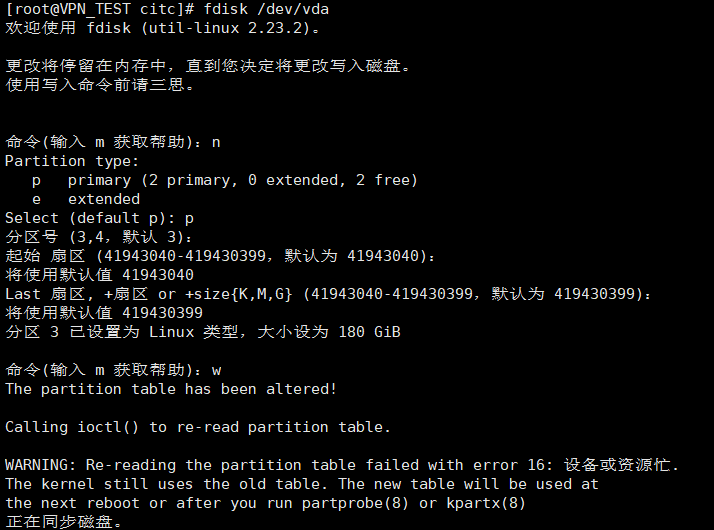 [root@VPN_TEST citc]# fdisk /dev/vda
欢迎使用 fdisk (util-linux 2.23.2)。
更改将停留在内存中，直到您决定将更改写入磁盘。
使用写入命令前请三思。
命令(输入 m 获取帮助)：n
Partition type:
   p   primary (2 primary, 0 extended, 2 free)
   e   extended
Select (default p): p
分区号 (3,4，默认 3)：
起始 扇区 (41943040-419430399，默认为 41943040)：
将使用默认值 41943040
Last 扇区, +扇区 or +size{K,M,G} (41943040-419430399，默认为 419430399)：
将使用默认值 419430399
分区 3 已设置为 Linux 类型，大小设为 180 GiB
命令(输入 m 获取帮助)：w
The partition table has been altered!
Calling ioctl() to re-read partition table.
WARNING: Re-reading the partition table failed with error 16: 设备或资源忙.
The kernel still uses the old table. The new table will be used at
the next reboot or after you run partprobe(8) or kpartx(8)
正在同步磁盘。